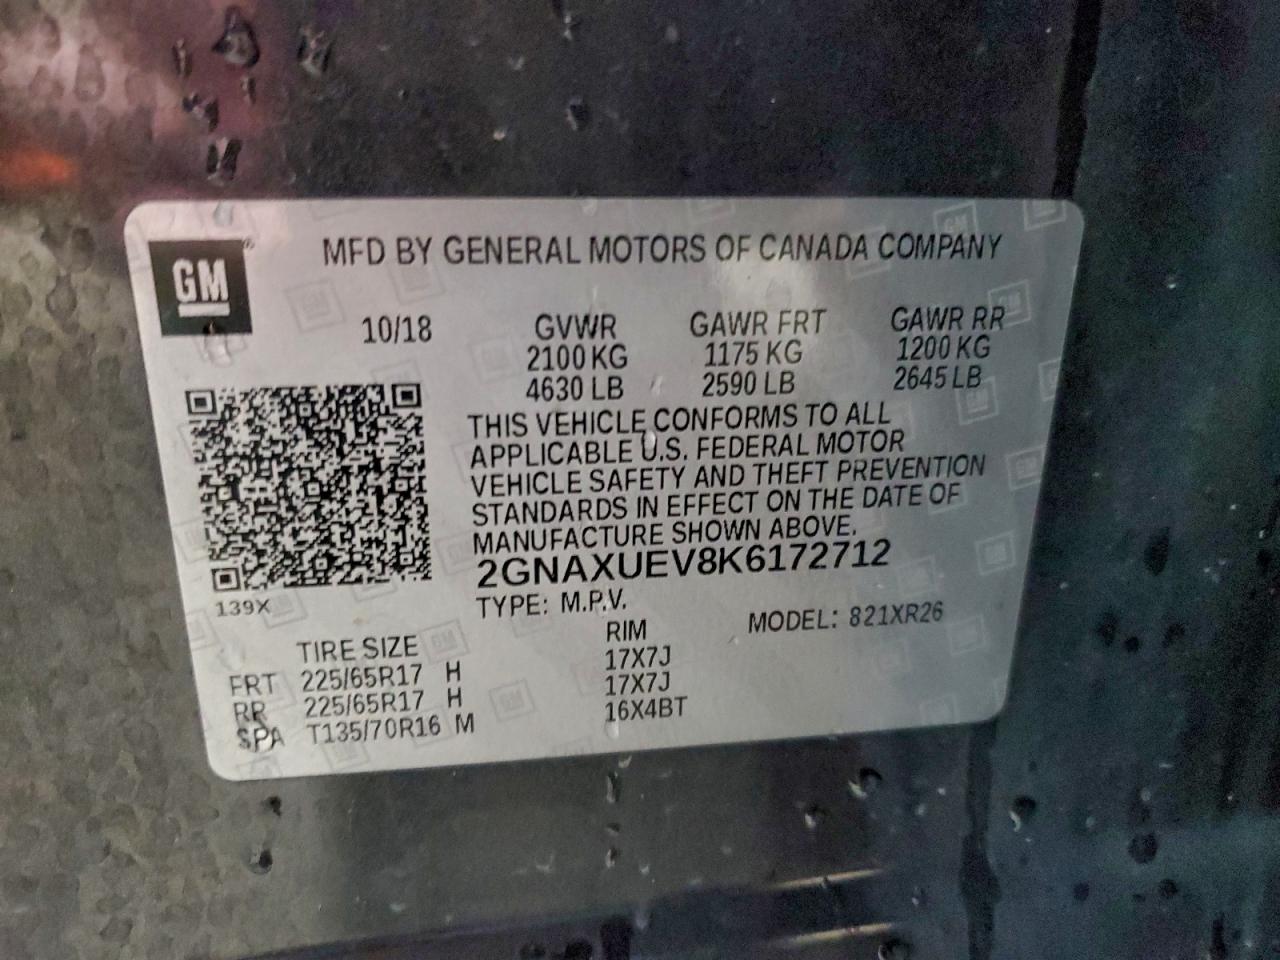 GM ®
MFD BY GENERAL MOTORS OF CANADA COMPANY
10/18 GVWR GAWR FRT GAWR RR
2100 KG 1175 KG 1200 KG
4630 LB 2590 LB 2645 LB
THIS VEHICLE CONFORMS TO ALL
APPLICABLE U.S. FEDERAL MOTOR
VEHICLE SAFETY AND THEFT PREVENTION
STANDARDS IN EFFECT ON THE DATE OF
MANUFACTURE SHOWN ABOVE.
2GNAXUEV8K6172712
139X
TYPE: M.P.V. MODEL: 821XR26
TIRE SIZE RIM
FRT 225/65R17 H 17X7J
RR 225/65R17 H 17X7J
SPA T135/70R16 M 16X4BT